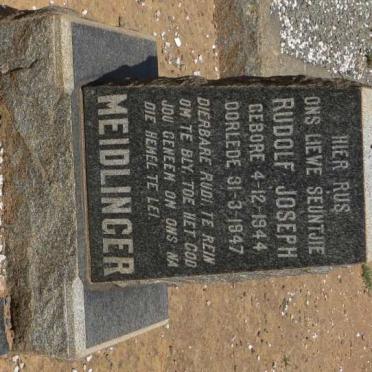 HIER RUS
ONS LIEWE SEUNTJIE
RUDOLF JOSEPH
GEBORE 4-12-1944
OORLEDE 31-3-1947
DIERBARE RUDI, TE REIN
OM TE BLY, TOE HET GOD
JOU GENEEM OM ONS NA
DIE HEMEL TE LEI
MEIDLINGER